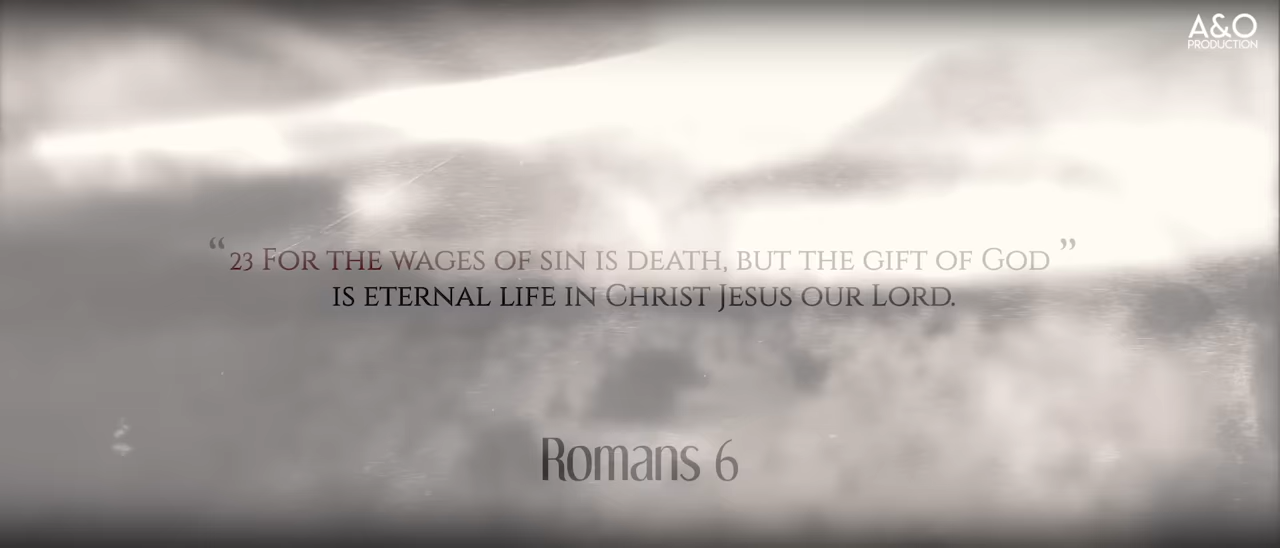 A&O
PRODUCTION
“23 For the wages of sin is death, but the gift of God”
is eternal life in Christ Jesus our Lord.
Romans 6